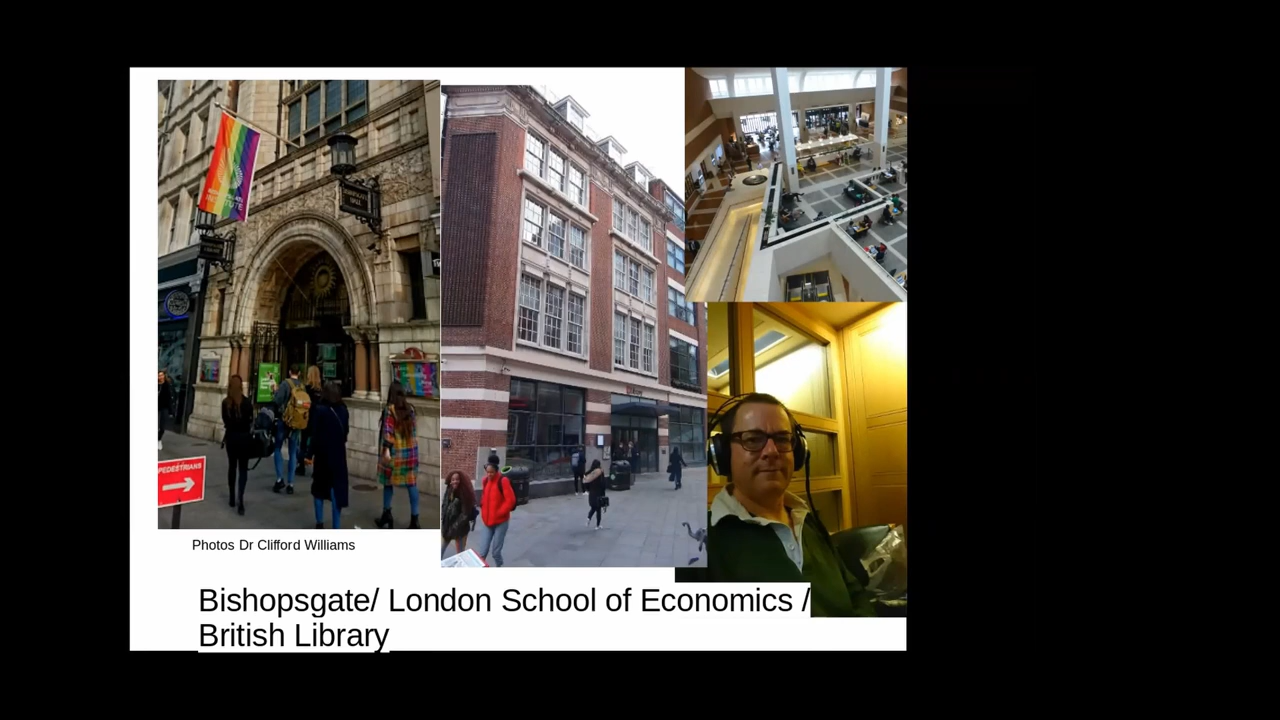 PEDESTRIANS
Photos Dr Clifford Williams
Bishopsgate/ London School of Economics /
British Library